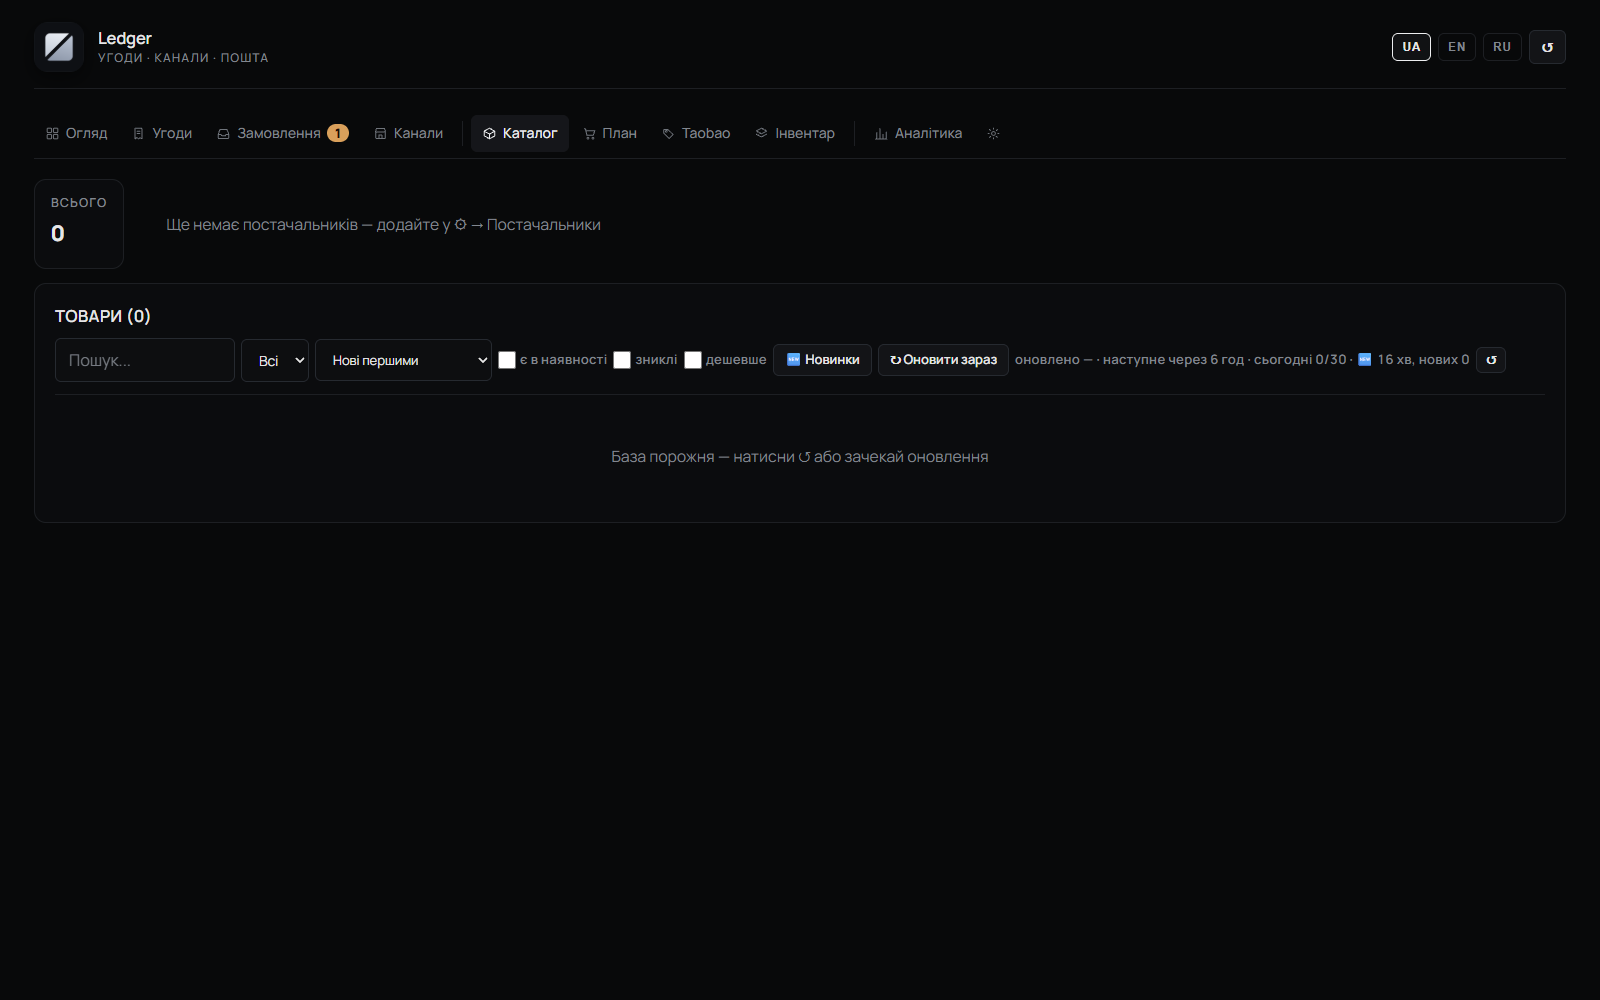 Ledger
УГОДИ · КАНАЛИ · ПОШТА
UA EN RU ↺
Огляд Угоди Замовлення 1 Канали Каталог План Taobao Інвентар Аналітика
ВСЬОГО
0
Ще немає постачальників — додайте у ⚙ → Постачальники
ТОВАРИ (0)
Пошук... Всі Нові першими є в наявності зниклі дешевше 🆕 Новинки ↻ Оновити зараз оновлено — · наступне через 6 год · сьогодні 0/30 · 🆕 16 хв, нових 0 ↺
База порожня — натисни ↺ або зачекай оновлення